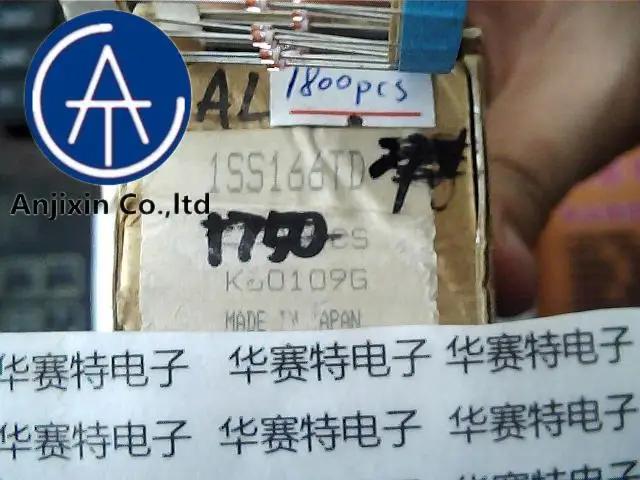 AT
Anjixin Co.,ltd
AL
1800pcs
1SS166TD
1750
MADE IN JAPAN
华赛特电子 华赛特电子 华赛特电子
华赛特电子 华赛特电子 华赛特电子